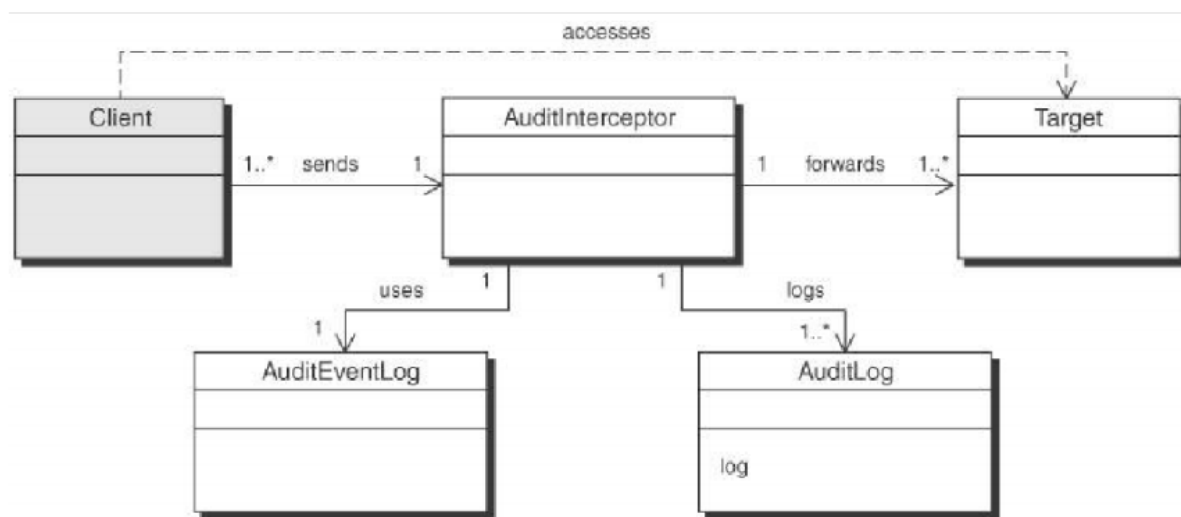 accesses
Client
AuditInterceptor
Target
1..* sends 1
1 forwards 1..*
uses 1
1 logs
1
1..*
AuditEventLog
AuditLog
log